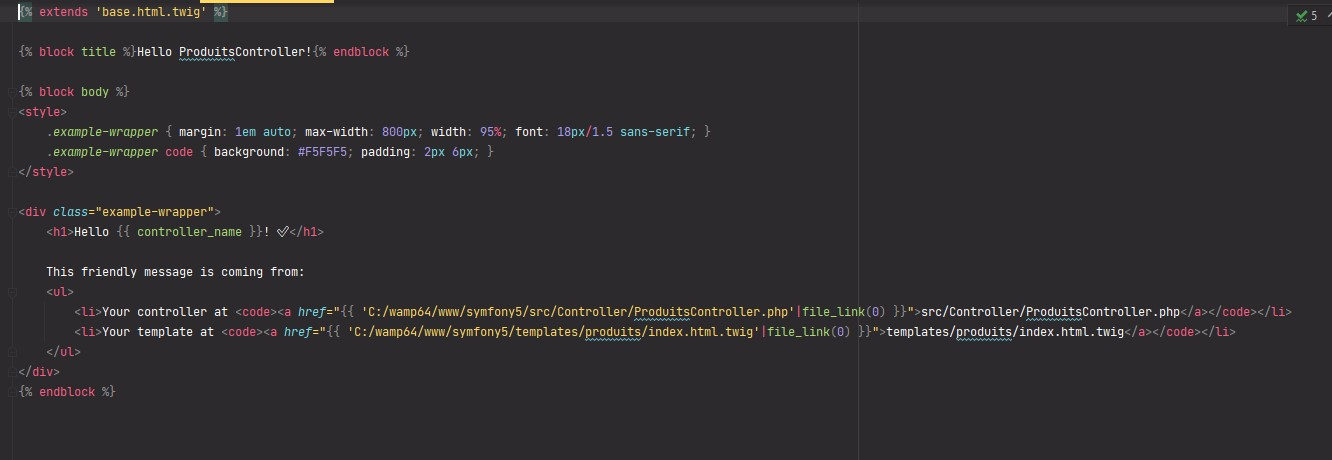 {% extends 'base.html.twig' %}
5
{% block title %}Hello ProduitsController!{% endblock %}
{% block body %}
<style>
    .example-wrapper { margin: 1em auto; max-width: 800px; width: 95%; font: 18px/1.5 sans-serif; }
    .example-wrapper code { background: #F5F5F5; padding: 2px 6px; }
</style>
<div class="example-wrapper">
    <h1>Hello {{ controller_name }}! ✅</h1>
    This friendly message is coming from:
    <ul>
        <li>Your controller at <code><a href="{{ 'C:/wamp64/www/symfony5/src/Controller/ProduitsController.php'|file_link(0) }}">src/Controller/ProduitsController.php</a></code></li>
        <li>Your template at <code><a href="{{ 'C:/wamp64/www/symfony5/templates/produits/index.html.twig'|file_link(0) }}">templates/produits/index.html.twig</a></code></li>
    </ul>
</div>
{% endblock %}